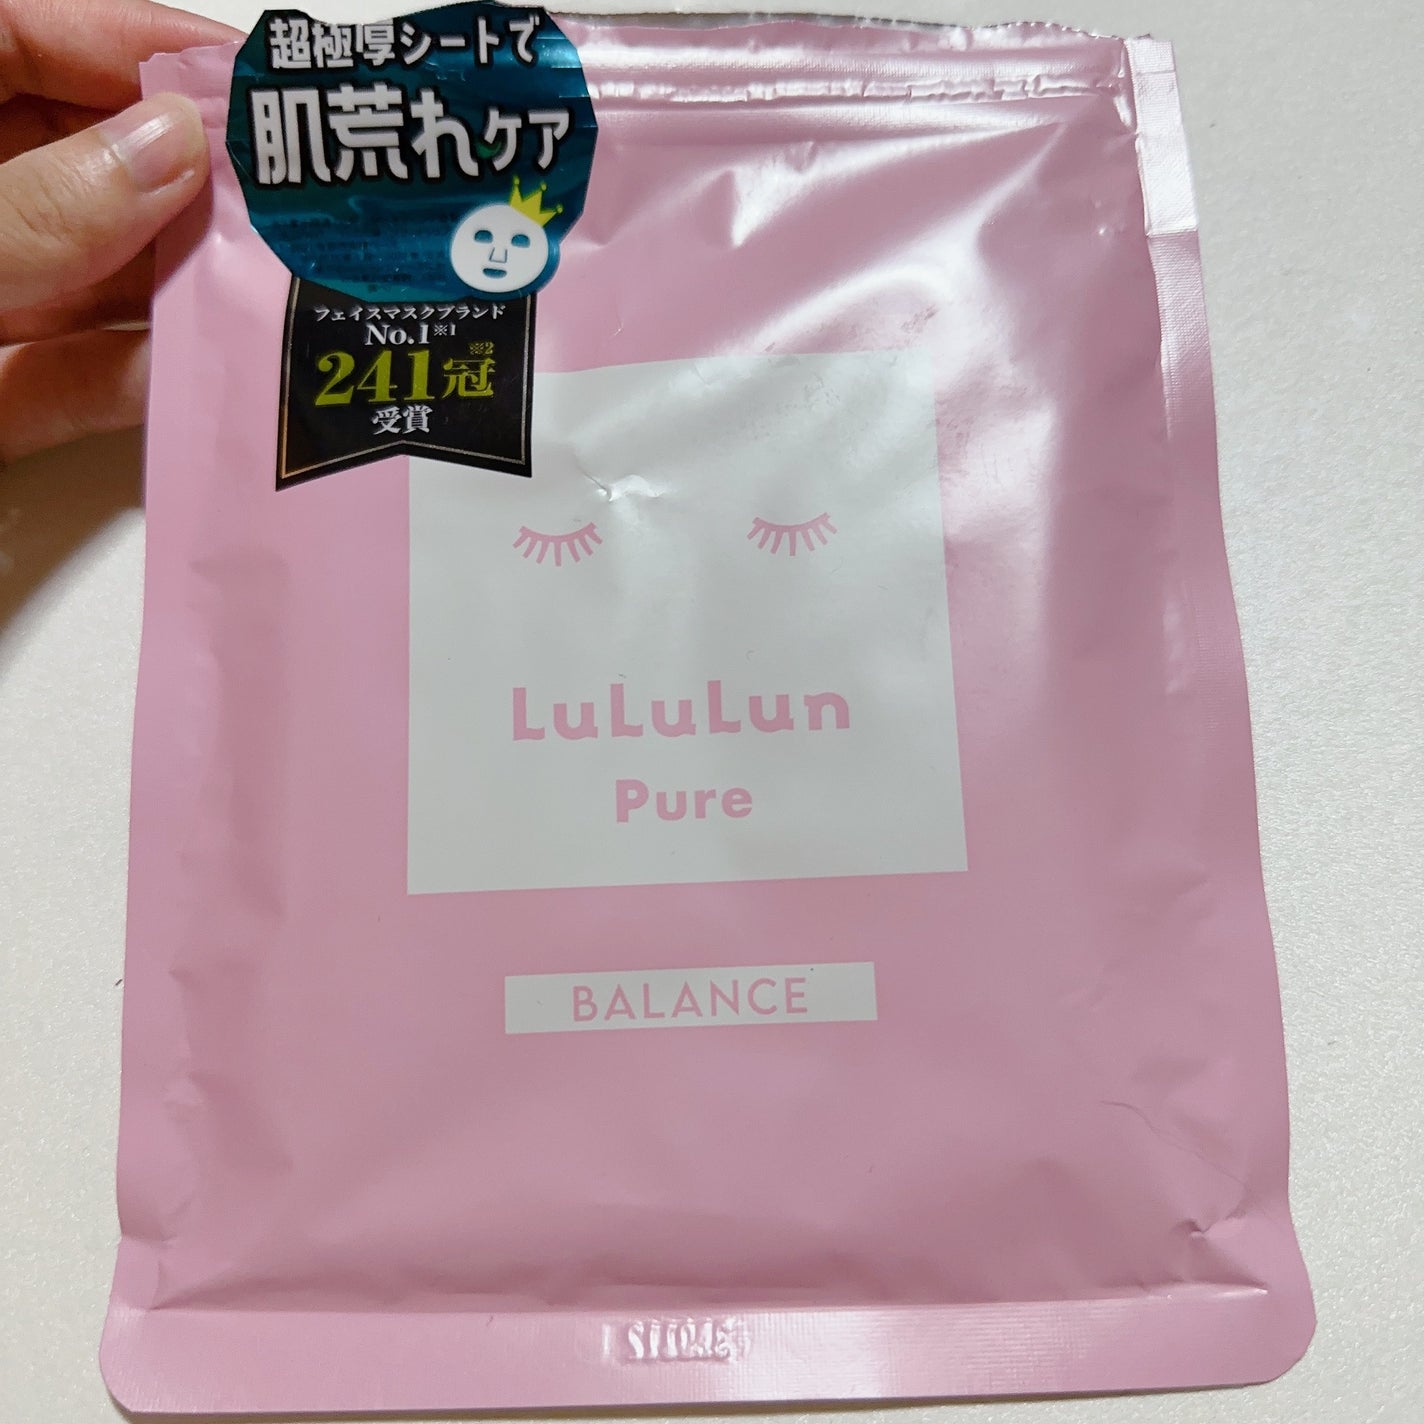 超極厚シートで
肌荒れケア
フェイスマスクブランド
No.1※1
241冠※2
受賞
LuLuLun
Pure
BALANCE